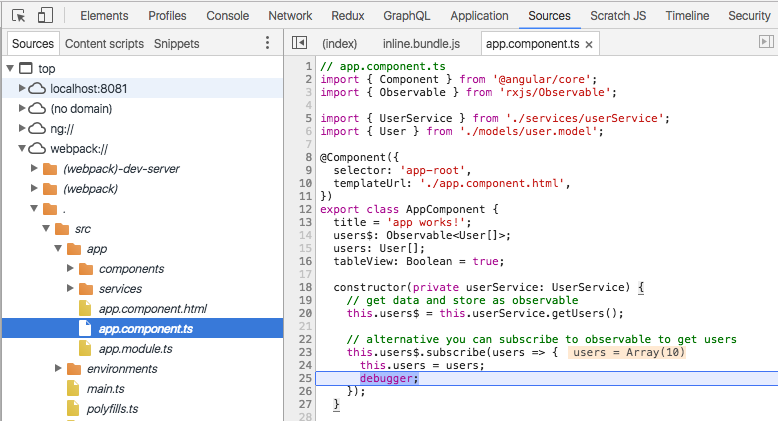 Elements Profiles Console Network Redux GraphQL Application Sources Scratch JS Timeline Security
Sources Content scripts Snippets
(index) inline.bundle.js app.component.ts ×
top
localhost:8081
(no domain)
ng://
webpack://
(webpack)-dev-server
(webpack)
.
src
app
components
services
app.component.html
app.component.ts
app.module.ts
environments
main.ts
polyfills.ts
1 // app.component.ts
2 import { Component } from '@angular/core';
3 import { Observable } from 'rxjs/Observable';
4
5 import { UserService } from './services/userService';
6 import { User } from './models/user.model';
7
8 @Component({
9 selector: 'app-root',
10 templateUrl: './app.component.html',
11 })
12 export class AppComponent {
13 title = 'app works!';
14 users$: Observable<User[]>;
15 users: User[];
16 tableView: Boolean = true;
17
18 constructor(private userService: UserService) {
19 // get data and store as observable
20 this.users$ = this.userService.getUsers();
21
22 // alternative you can subscribe to observable to get users
23 this.users$.subscribe(users => { users = Array(10)
24 this.users = users;
25 debugger;
26 });
27 }
28